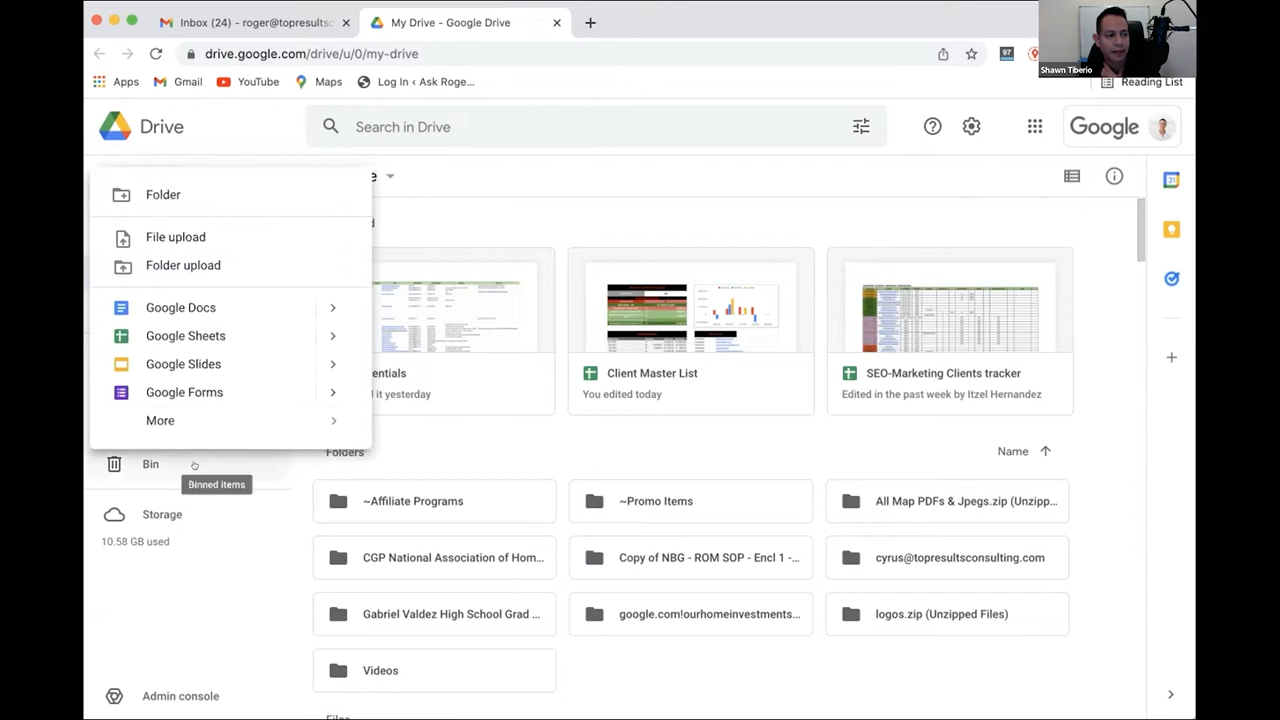 Inbox (24) - roger@topresultsc
My Drive - Google Drive
drive.google.com/drive/u/0/my-drive
97
Shawn Tiberio
Apps
Gmail
YouTube
Maps
Log In ‹ Ask Roge...
Reading List
Drive
Search in Drive
Google
Folder
File upload
Folder upload
Google Docs
Google Sheets
Google Slides
Google Forms
More
Bin
Binned items
Storage
10.58 GB used
Admin console
e
d
entials
l it yesterday
Client Master List
You edited today
SEO-Marketing Clients tracker
Edited in the past week by Itzel Hernandez
31
Folders
Name
~Affiliate Programs
~Promo Items
All Map PDFs & Jpegs.zip (Unzipp...
CGP National Association of Hom...
Copy of NBG - ROM SOP - Encl 1 -...
cyrus@topresultsconsulting.com
Gabriel Valdez High School Grad ...
google.com!ourhomeinvestments...
logos.zip (Unzipped Files)
Videos
Files